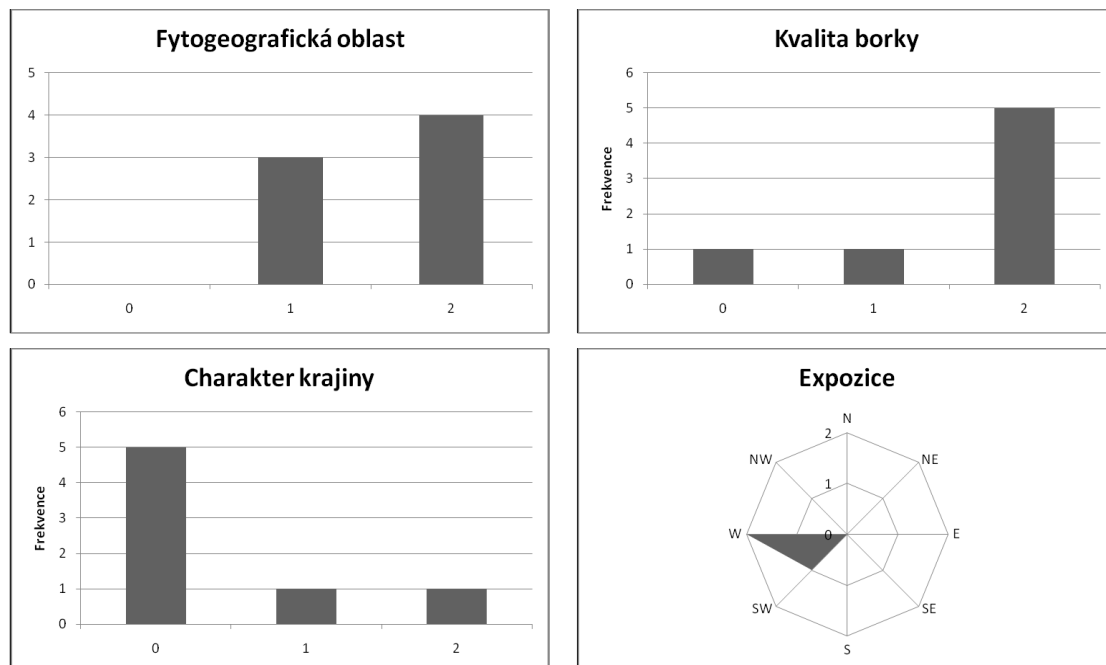 Fytogeografická oblast
5
4
3
2
1
0
0 1 2
Kvalita borky
Frekvence
6
5
4
3
2
1
0
0 1 2
Charakter krajiny
Frekvence
6
5
4
3
2
1
0
0 1 2
Expozice
N
2
NW NE
1
W 0 E
SW SE
S